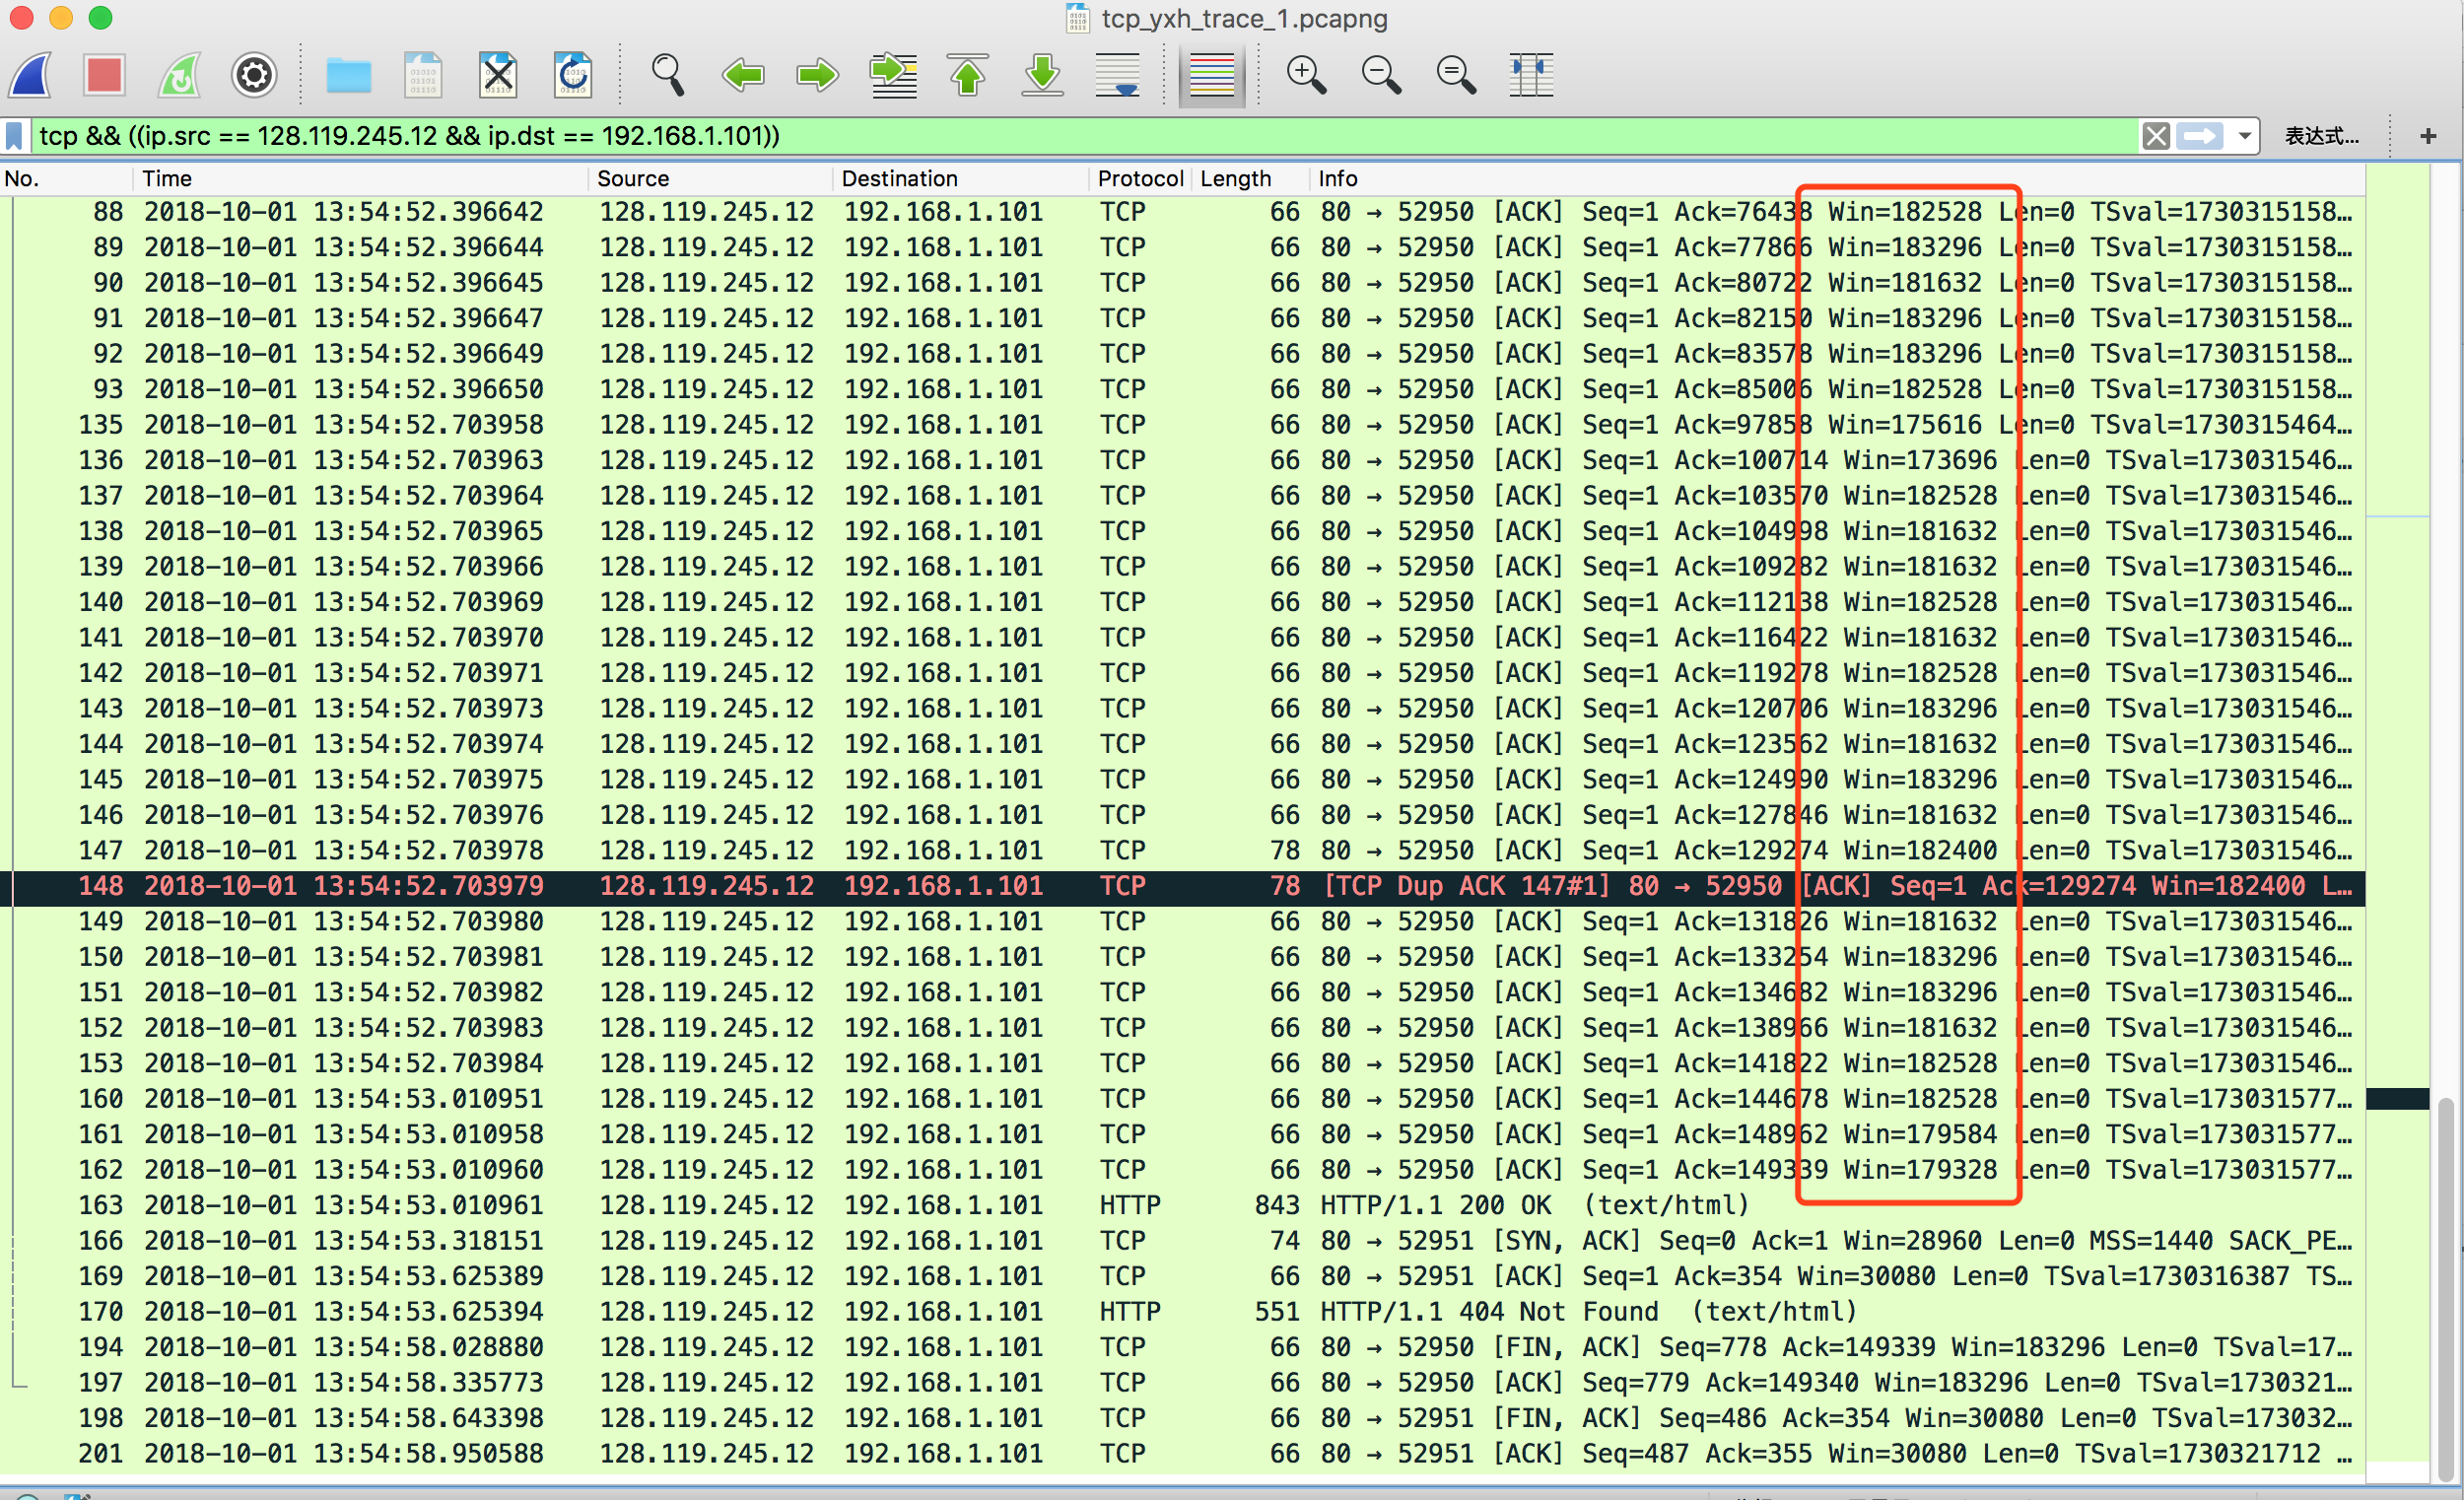 tcp_yxh_trace_1.pcapng
tcp && ((ip.src == 128.119.245.12 && ip.dst == 192.168.1.101))
表达式…
+
No. Time Source Destination Protocol Length Info
88 2018-10-01 13:54:52.396642 128.119.245.12 192.168.1.101 TCP 66 80 → 52950 [ACK] Seq=1 Ack=76438 Win=182528 Len=0 TSval=1730315158…
89 2018-10-01 13:54:52.396644 128.119.245.12 192.168.1.101 TCP 66 80 → 52950 [ACK] Seq=1 Ack=77866 Win=183296 Len=0 TSval=1730315158…
90 2018-10-01 13:54:52.396645 128.119.245.12 192.168.1.101 TCP 66 80 → 52950 [ACK] Seq=1 Ack=80722 Win=181632 Len=0 TSval=1730315158…
91 2018-10-01 13:54:52.396647 128.119.245.12 192.168.1.101 TCP 66 80 → 52950 [ACK] Seq=1 Ack=82150 Win=183296 Len=0 TSval=1730315158…
92 2018-10-01 13:54:52.396649 128.119.245.12 192.168.1.101 TCP 66 80 → 52950 [ACK] Seq=1 Ack=83578 Win=183296 Len=0 TSval=1730315158…
93 2018-10-01 13:54:52.396650 128.119.245.12 192.168.1.101 TCP 66 80 → 52950 [ACK] Seq=1 Ack=85006 Win=182528 Len=0 TSval=1730315158…
135 2018-10-01 13:54:52.703958 128.119.245.12 192.168.1.101 TCP 66 80 → 52950 [ACK] Seq=1 Ack=97858 Win=175616 Len=0 TSval=1730315464…
136 2018-10-01 13:54:52.703963 128.119.245.12 192.168.1.101 TCP 66 80 → 52950 [ACK] Seq=1 Ack=100714 Win=173696 Len=0 TSval=173031546…
137 2018-10-01 13:54:52.703964 128.119.245.12 192.168.1.101 TCP 66 80 → 52950 [ACK] Seq=1 Ack=103570 Win=182528 Len=0 TSval=173031546…
138 2018-10-01 13:54:52.703965 128.119.245.12 192.168.1.101 TCP 66 80 → 52950 [ACK] Seq=1 Ack=104998 Win=181632 Len=0 TSval=173031546…
139 2018-10-01 13:54:52.703966 128.119.245.12 192.168.1.101 TCP 66 80 → 52950 [ACK] Seq=1 Ack=109282 Win=181632 Len=0 TSval=173031546…
140 2018-10-01 13:54:52.703969 128.119.245.12 192.168.1.101 TCP 66 80 → 52950 [ACK] Seq=1 Ack=112138 Win=182528 Len=0 TSval=173031546…
141 2018-10-01 13:54:52.703970 128.119.245.12 192.168.1.101 TCP 66 80 → 52950 [ACK] Seq=1 Ack=116422 Win=181632 Len=0 TSval=173031546…
142 2018-10-01 13:54:52.703971 128.119.245.12 192.168.1.101 TCP 66 80 → 52950 [ACK] Seq=1 Ack=119278 Win=182528 Len=0 TSval=173031546…
143 2018-10-01 13:54:52.703973 128.119.245.12 192.168.1.101 TCP 66 80 → 52950 [ACK] Seq=1 Ack=120706 Win=183296 Len=0 TSval=173031546…
144 2018-10-01 13:54:52.703974 128.119.245.12 192.168.1.101 TCP 66 80 → 52950 [ACK] Seq=1 Ack=123562 Win=181632 Len=0 TSval=173031546…
145 2018-10-01 13:54:52.703975 128.119.245.12 192.168.1.101 TCP 66 80 → 52950 [ACK] Seq=1 Ack=124990 Win=183296 Len=0 TSval=173031546…
146 2018-10-01 13:54:52.703976 128.119.245.12 192.168.1.101 TCP 66 80 → 52950 [ACK] Seq=1 Ack=127846 Win=181632 Len=0 TSval=173031546…
147 2018-10-01 13:54:52.703978 128.119.245.12 192.168.1.101 TCP 78 80 → 52950 [ACK] Seq=1 Ack=129274 Win=182400 Len=0 TSval=173031546…
148 2018-10-01 13:54:52.703979 128.119.245.12 192.168.1.101 TCP 78 [TCP Dup ACK 147#1] 80 → 52950 [ACK] Seq=1 Ack=129274 Win=182400 L…
149 2018-10-01 13:54:52.703980 128.119.245.12 192.168.1.101 TCP 66 80 → 52950 [ACK] Seq=1 Ack=131826 Win=181632 Len=0 TSval=173031546…
150 2018-10-01 13:54:52.703981 128.119.245.12 192.168.1.101 TCP 66 80 → 52950 [ACK] Seq=1 Ack=133254 Win=183296 Len=0 TSval=173031546…
151 2018-10-01 13:54:52.703982 128.119.245.12 192.168.1.101 TCP 66 80 → 52950 [ACK] Seq=1 Ack=134682 Win=183296 Len=0 TSval=173031546…
152 2018-10-01 13:54:52.703983 128.119.245.12 192.168.1.101 TCP 66 80 → 52950 [ACK] Seq=1 Ack=138966 Win=181632 Len=0 TSval=173031546…
153 2018-10-01 13:54:52.703984 128.119.245.12 192.168.1.101 TCP 66 80 → 52950 [ACK] Seq=1 Ack=141822 Win=182528 Len=0 TSval=173031546…
160 2018-10-01 13:54:53.010951 128.119.245.12 192.168.1.101 TCP 66 80 → 52950 [ACK] Seq=1 Ack=144678 Win=182528 Len=0 TSval=173031577…
161 2018-10-01 13:54:53.010958 128.119.245.12 192.168.1.101 TCP 66 80 → 52950 [ACK] Seq=1 Ack=148962 Win=179584 Len=0 TSval=173031577…
162 2018-10-01 13:54:53.010960 128.119.245.12 192.168.1.101 TCP 66 80 → 52950 [ACK] Seq=1 Ack=149339 Win=179328 Len=0 TSval=173031577…
163 2018-10-01 13:54:53.010961 128.119.245.12 192.168.1.101 HTTP 843 HTTP/1.1 200 OK (text/html)
166 2018-10-01 13:54:53.318151 128.119.245.12 192.168.1.101 TCP 74 80 → 52951 [SYN, ACK] Seq=0 Ack=1 Win=28960 Len=0 MSS=1440 SACK_PE…
169 2018-10-01 13:54:53.625389 128.119.245.12 192.168.1.101 TCP 66 80 → 52951 [ACK] Seq=1 Ack=354 Win=30080 Len=0 TSval=1730316387 TS…
170 2018-10-01 13:54:53.625394 128.119.245.12 192.168.1.101 HTTP 551 HTTP/1.1 404 Not Found (text/html)
194 2018-10-01 13:54:58.028880 128.119.245.12 192.168.1.101 TCP 66 80 → 52950 [FIN, ACK] Seq=778 Ack=149339 Win=183296 Len=0 TSval=17…
197 2018-10-01 13:54:58.335773 128.119.245.12 192.168.1.101 TCP 66 80 → 52950 [ACK] Seq=779 Ack=149340 Win=183296 Len=0 TSval=1730321…
198 2018-10-01 13:54:58.643398 128.119.245.12 192.168.1.101 TCP 66 80 → 52951 [FIN, ACK] Seq=486 Ack=354 Win=30080 Len=0 TSval=173032…
201 2018-10-01 13:54:58.950588 128.119.245.12 192.168.1.101 TCP 66 80 → 52951 [ACK] Seq=487 Ack=355 Win=30080 Len=0 TSval=1730321712 …